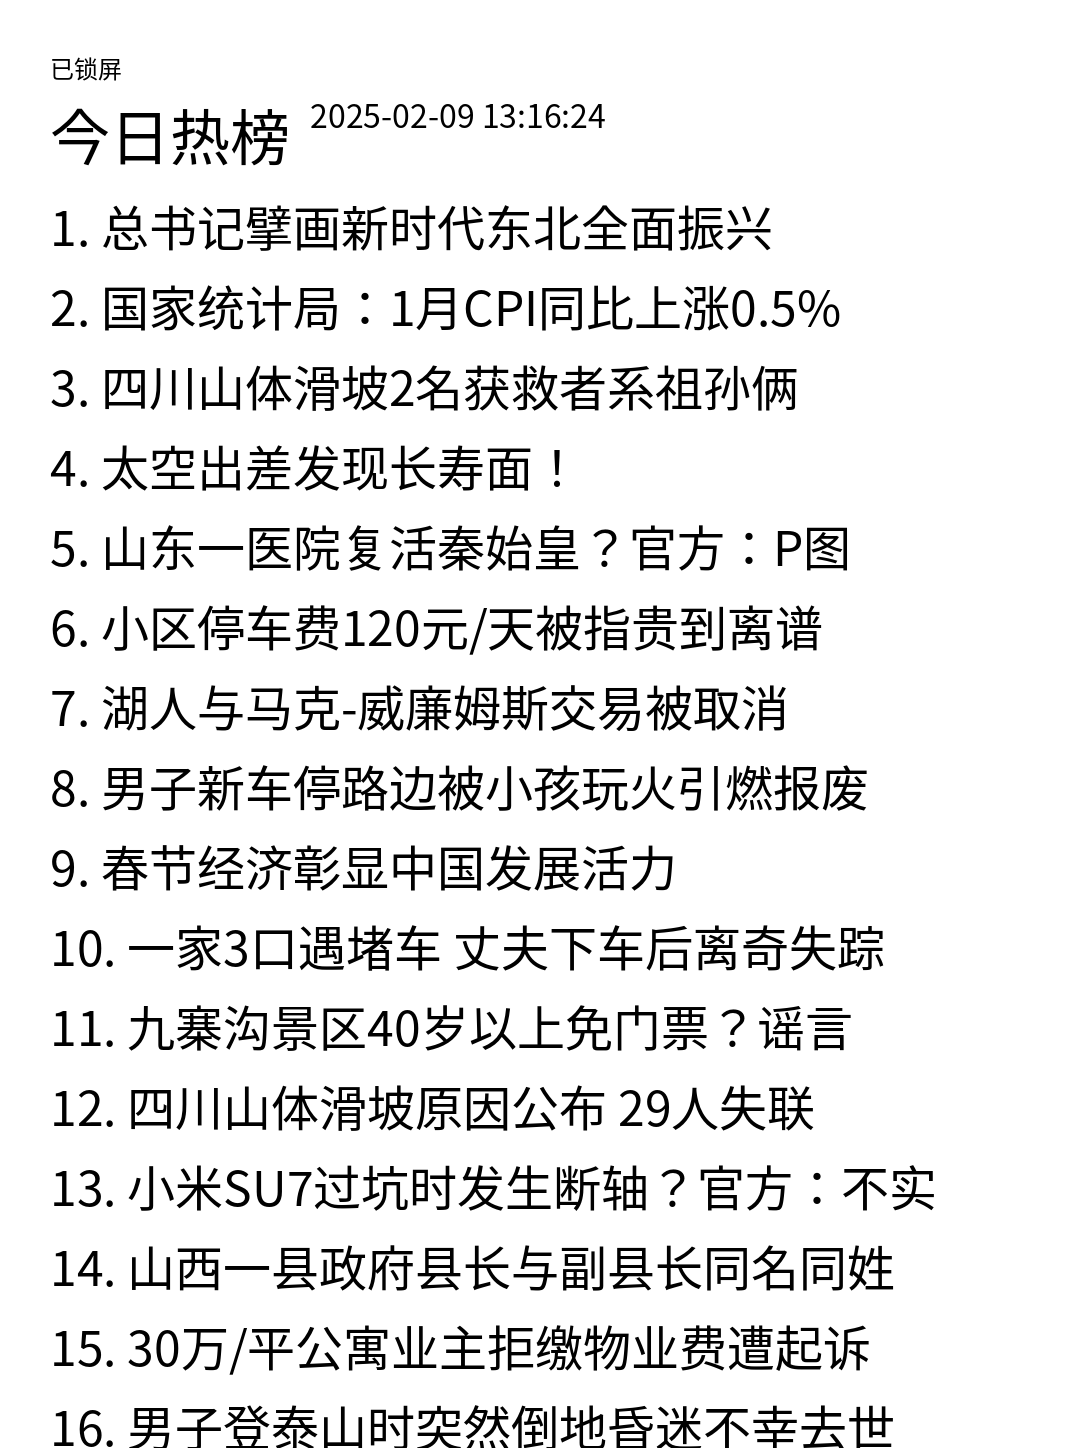 已锁屏
今日热榜 2025-02-09 13:16:24
1. 总书记擘画新时代东北全面振兴
2. 国家统计局：1月CPI同比上涨0.5%
3. 四川山体滑坡2名获救者系祖孙俩
4. 太空出差发现长寿面！
5. 山东一医院复活秦始皇？官方：P图
6. 小区停车费120元/天被指贵到离谱
7. 湖人与马克-威廉姆斯交易被取消
8. 男子新车停路边被小孩玩火引燃报废
9. 春节经济彰显中国发展活力
10. 一家3口遇堵车 丈夫下车后离奇失踪
11. 九寨沟景区40岁以上免门票？谣言
12. 四川山体滑坡原因公布 29人失联
13. 小米SU7过坑时发生断轴？官方：不实
14. 山西一县政府县长与副县长同名同姓
15. 30万/平公寓业主拒缴物业费遭起诉
16. 男子登泰山时突然倒地昏迷不幸去世